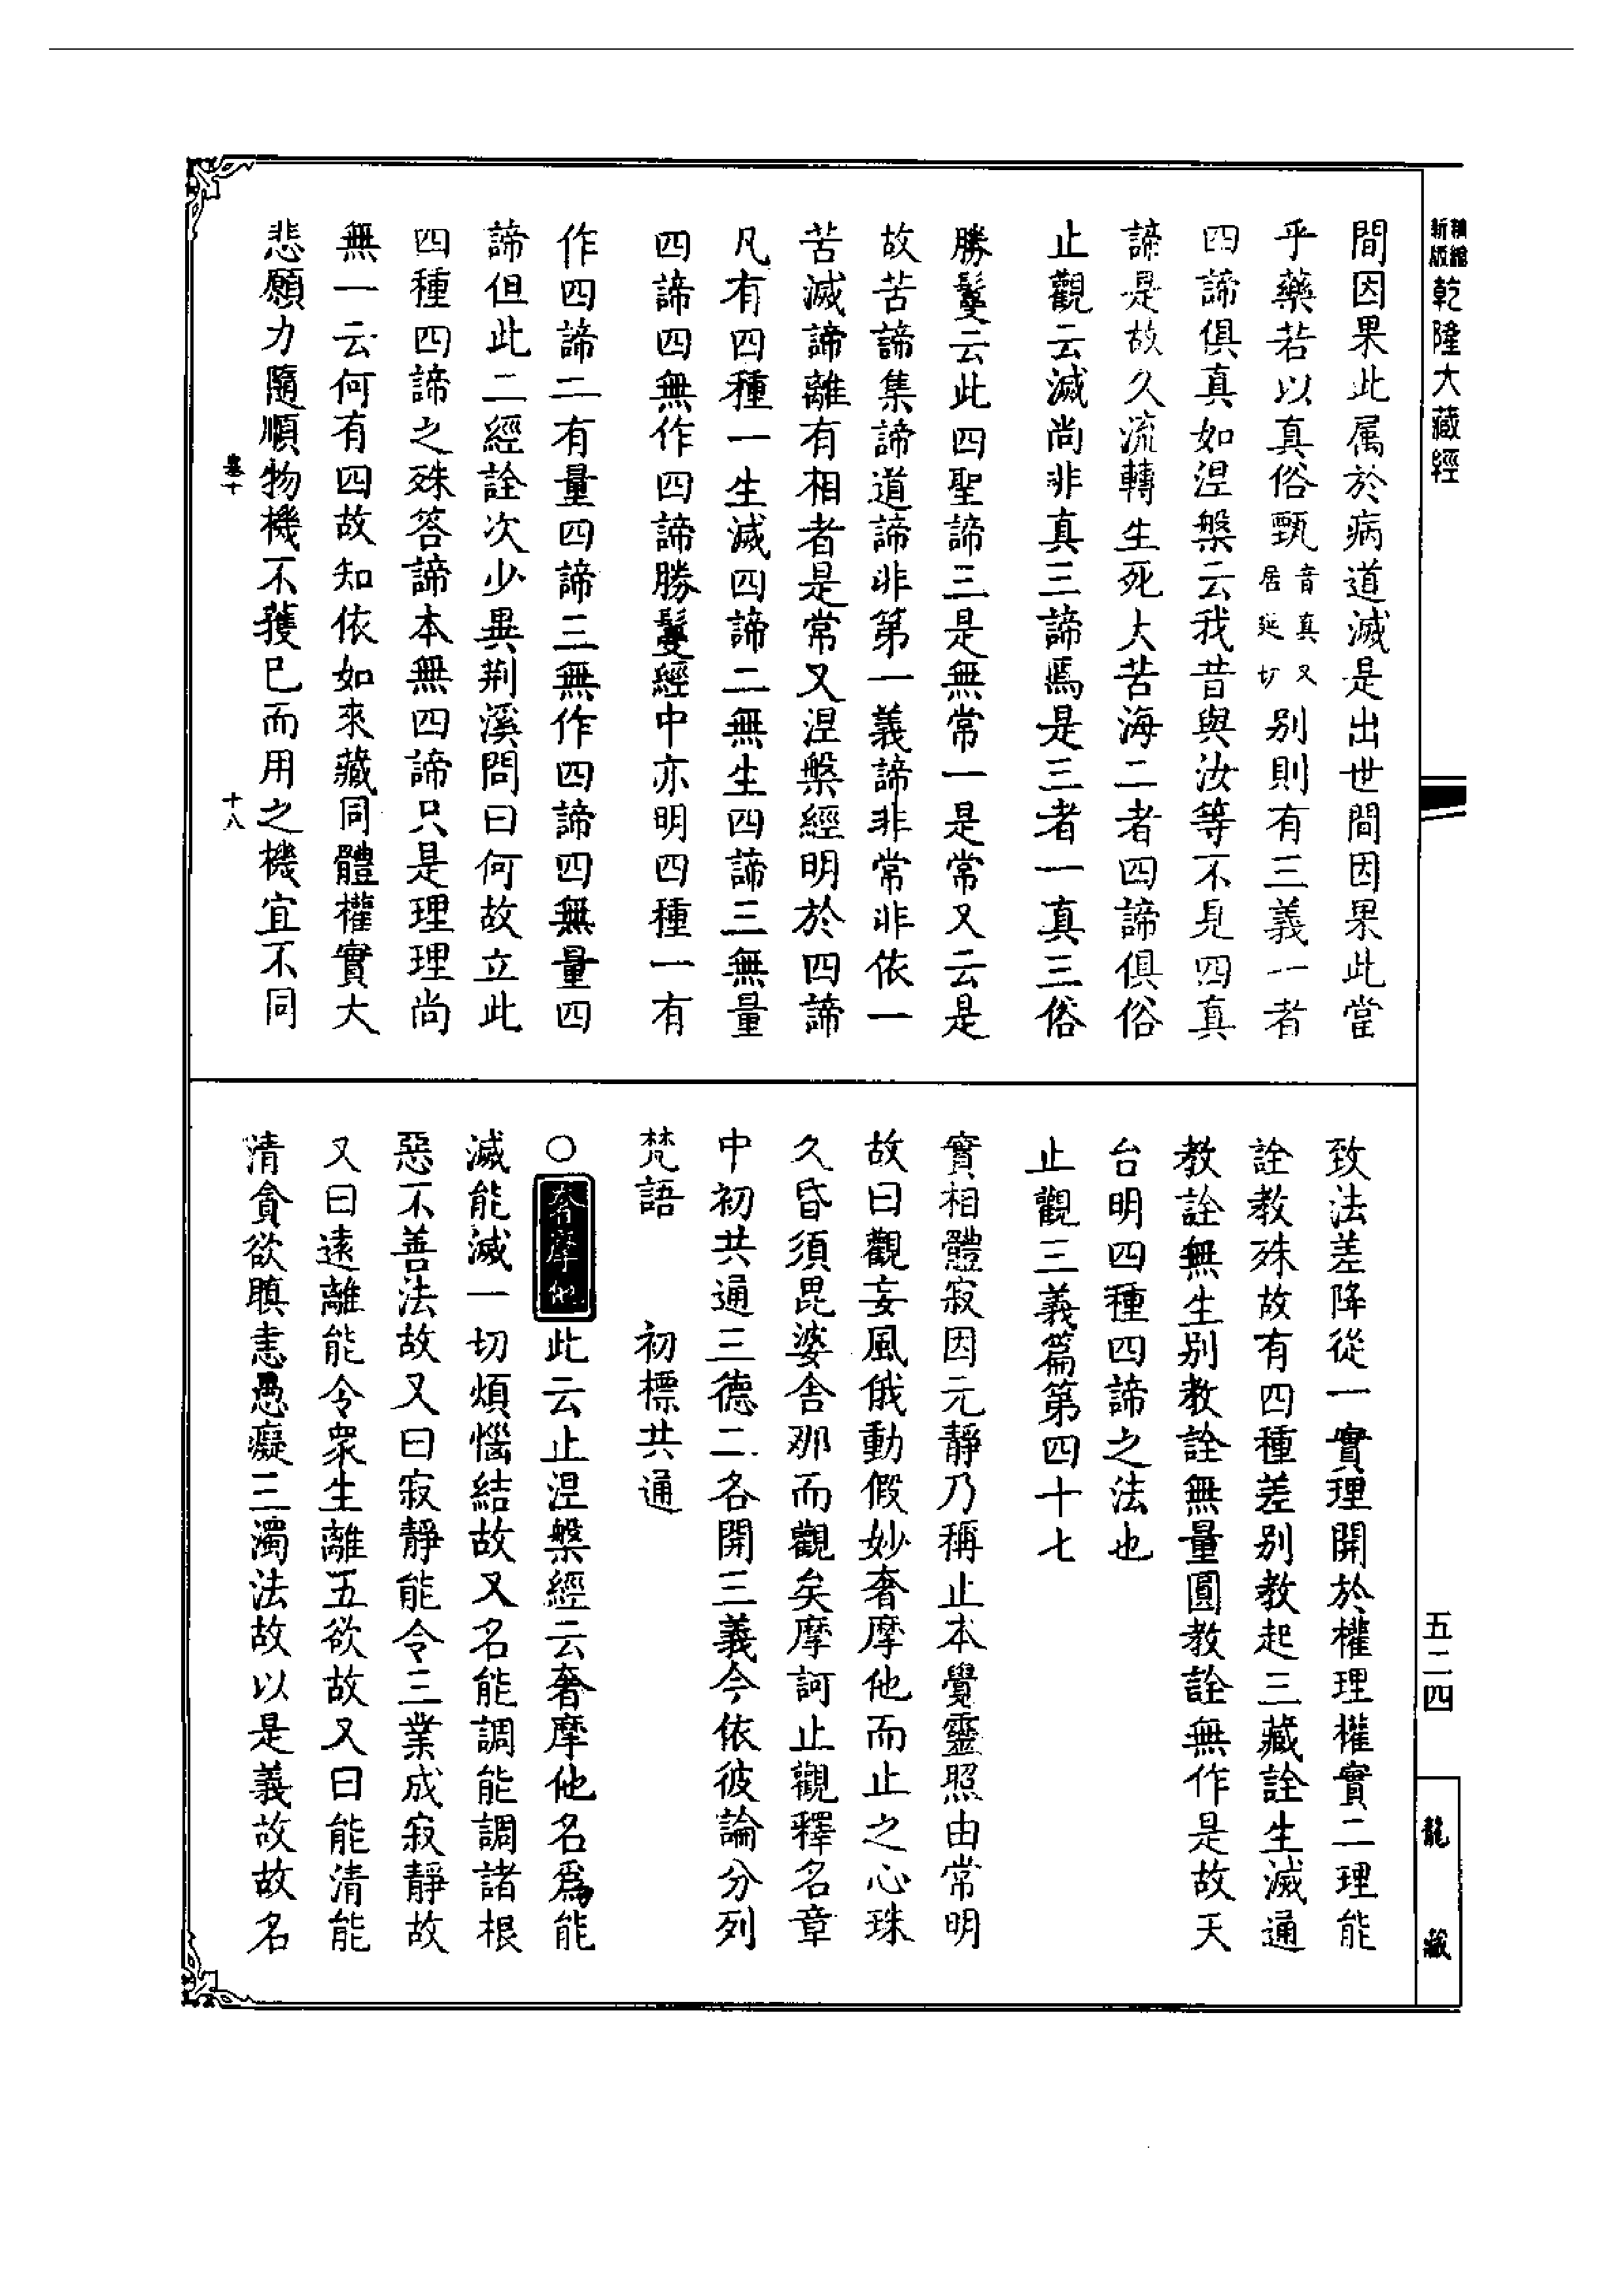 新版精縮乾隆大藏經
間因果此属於病道滅是出世間因果此當
乎藥若以真俗甄音真又居延切別則有三義一者
四諦俱真如涅槃云我昔與汝等不見四真
諦是故久流轉生死大苦海二者四諦俱俗
止觀云滅尚非真三諦焉是三者一真三俗
勝鬘云此四聖諦三是無常一是常又云是
故苦諦集諦道諦非第一義諦非常非依一
苦滅諦離有相者是常又涅槃經明於四諦
凡有四種一生滅四諦二無生四諦三無量
四諦四無作四諦勝鬘經中亦明四種一有
作四諦二有量四諦三無作四諦四無量四
諦但此二經詮次少異荆溪問曰何故立此
四種四諦之殊答諦本無四諦只是理理尚
無一云何有四故知依如來藏同體權實大
悲願力隨順物機不獲已而用之機宜不同
十八
致法差降從一實理開於權理權實二理能
詮教殊故有四種差別教起三藏詮生滅通
教詮無生別教詮無量圓教詮無作是故天
台明四種四諦之法也
止觀三義篇第四十七
實相體寂因元靜乃稱止本覺靈照由常明
故曰觀妄風俄動假妙奢摩他而止之心珠
久昏須毘婆舍那而觀矣摩訶止觀釋名章
中初共通三德二各開三義今依彼論分列
梵語　　初標共通
○奢摩他此云止涅槃經云奢摩他名爲能
滅能滅一切煩惱結故又名能調能調諸根
惡不善法故又曰寂靜能令三業成寂靜故
又曰遠離能令衆生離五欲故又曰能清能
清貪欲瞋恚愚癡三濁法故以是義故故名
五二四
龍藏